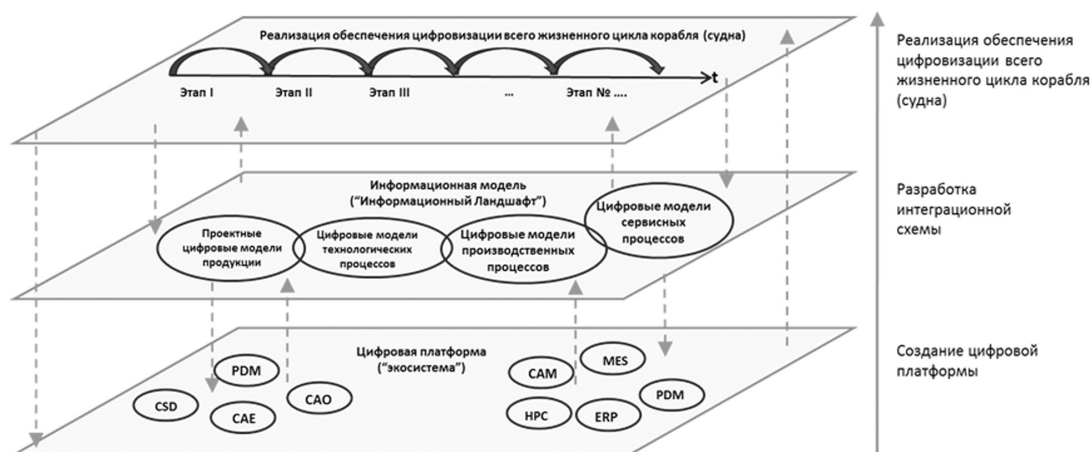 Реализация обеспечения цифровизации всего жизненного цикла корабля (судна)
t
Этап I
Этап II
Этап III
...
Этап № ....
Реализация обеспечения
цифровизации всего
жизненного цикла корабля
(судна)
Информационная модель
(“Информационный Ландшафт”)
Проектные
цифровые модели
продукции
Цифровые модели
технологических
процессов
Цифровые модели
производственных
процессов
Цифровые модели
сервисных
процессов
Разработка
интеграционной
схемы
Цифровая платформа
(“экосистема”)
PDM
CSD
CAE
CAO
CAM
MES
HPC
ERP
PDM
Создание цифровой
платформы